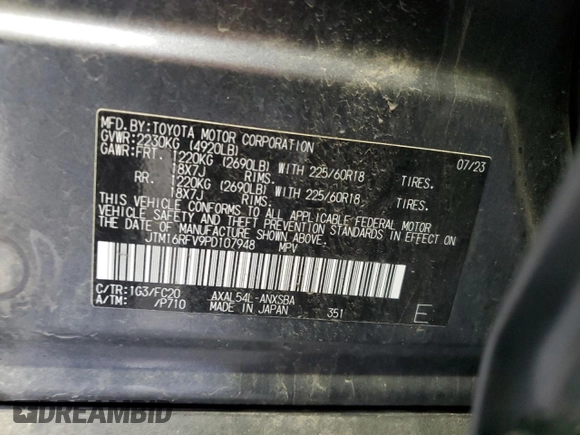 MFD. BY: TOYOTA MOTOR CORPORATION 07/23
GVWR: 2230KG (4920LB)
GAWR: FRT. 1220KG (2690LB) WITH 225/60R18 TIRES.
18X7J RIMS.
RR. 1220KG (2690LB) WITH 225/60R18 TIRES.
18X7J RIMS.
THIS VEHICLE CONFORMS TO ALL APPLICABLE FEDERAL MOTOR
VEHICLE SAFETY AND BUMPER STANDARDS IN EFFECT ON
THE DATE OF MANUFACTURE SHOWN ABOVE.
JTM16RFV9PD107948 MPV
C/TR: 1G3/FC20 AXAL54L-ANXSBA
A/TM: /P710 MADE IN JAPAN 351 E
DREAMBID